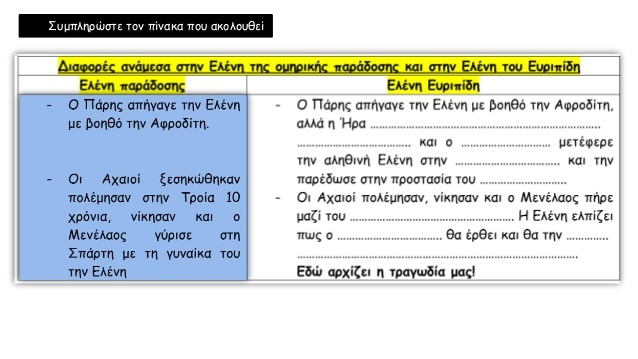 Συμπληρώστε τον πίνακα που ακολουθεί
Διαφορές ανάμεσα στην Ελένη της ομηρικής παράδοσης και στην Ελένη του Ευριπίδη
Ελένη παράδοσης
- Ο Πάρης απήγαγε την Ελένη
με βοηθό την Αφροδίτη.
- Οι Αχαιοί ξεσηκώθηκαν
πολέμησαν στην Τροία 10
χρόνια, νίκησαν και ο
Μενέλαος γύρισε στη
Σπάρτη με τη γυναίκα του
την Ελένη
Ελένη Ευριπίδη
- Ο Πάρης απήγαγε την Ελένη με βοηθό την Αφροδίτη,
αλλά η Ήρα ……………………………………………………………………
………………………………… και ο ………………………… μετέφερε
την αληθινή Ελένη στην ……………………………… και την
παρέδωσε στην προστασία του ………………………
- Οι Αχαιοί πολέμησαν, νίκησαν και ο Μενέλαος πήρε
μαζί του ……………………………………………… Η Ελένη ελπίζει
πως ο ……………………………… θα έρθει και θα την ………….
……………………………………………………………………………………
Εδώ αρχίζει η τραγωδία μας!